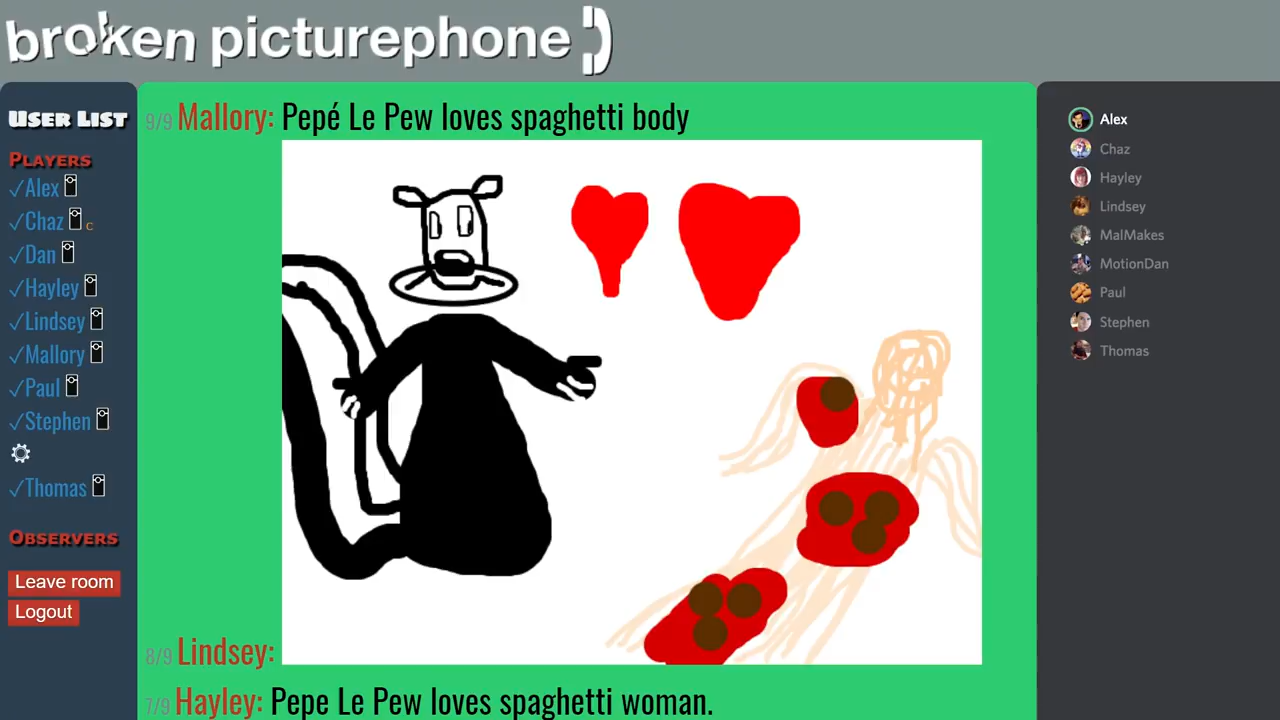 broken picturephone
USER LIST
PLAYERS
✓Alex
✓Chaz c
✓Dan
✓Hayley
✓Lindsey
✓Mallory
✓Paul
✓Stephen
✓Thomas
OBSERVERS
Leave room
Logout
9/9 Mallory: Pepé Le Pew loves spaghetti body
8/9 Lindsey:
7/9 Hayley: Pepe Le Pew loves spaghetti woman.
Alex
Chaz
Hayley
Lindsey
MalMakes
MotionDan
Paul
Stephen
Thomas